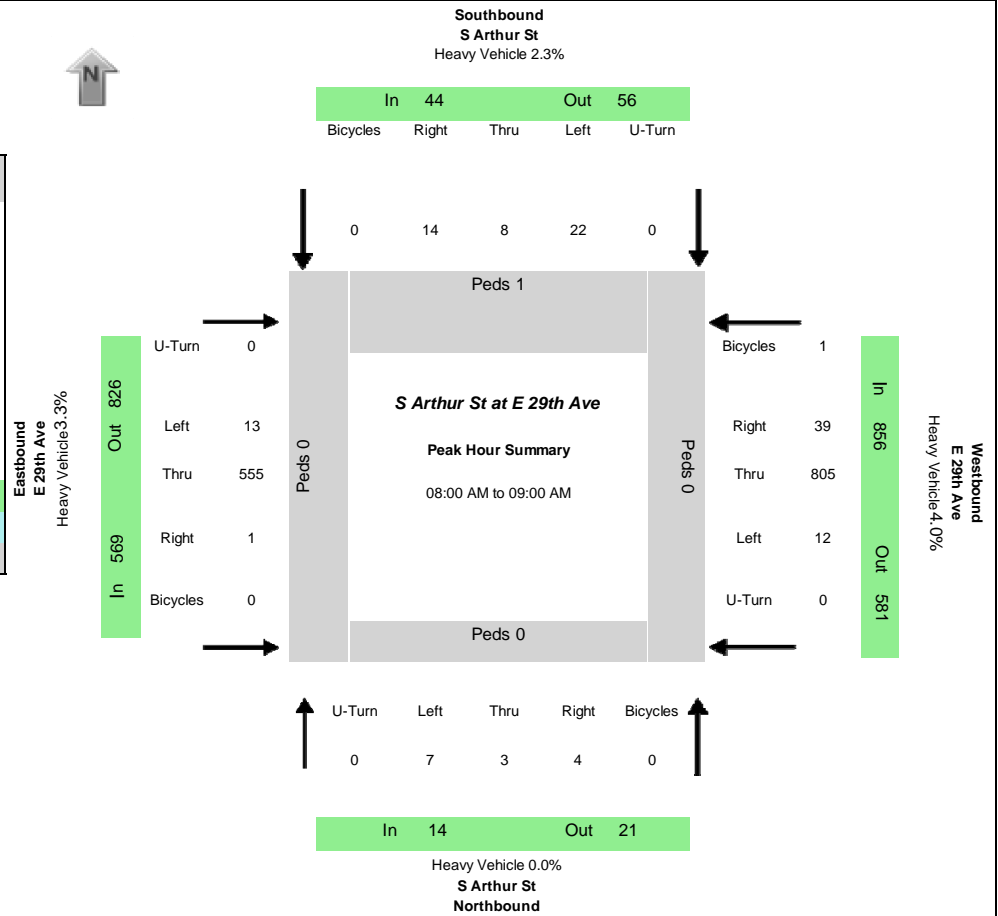 Southbound
S Arthur St
Heavy Vehicle 2.3%
N
In 44 Out 56
Bicycles Right Thru Left U-Turn
0 14 8 22 0
Peds 1
U-Turn 0
Left 13
Thru 555
Right 1
Bicycles 0
Out 826
In 569
Eastbound
E 29th Ave
Heavy Vehicle3.3%
Peds 0
S Arthur St at E 29th Ave
Peak Hour Summary
08:00 AM to 09:00 AM
Peds 0
Bicycles 1
Right 39
Thru 805
Left 12
U-Turn 0
In 856
Out 581
Westbound
E 29th Ave
Heavy Vehicle4.0%
Peds 0
U-Turn Left Thru Right Bicycles
0 7 3 4 0
In 14 Out 21
Heavy Vehicle 0.0%
S Arthur St
Northbound